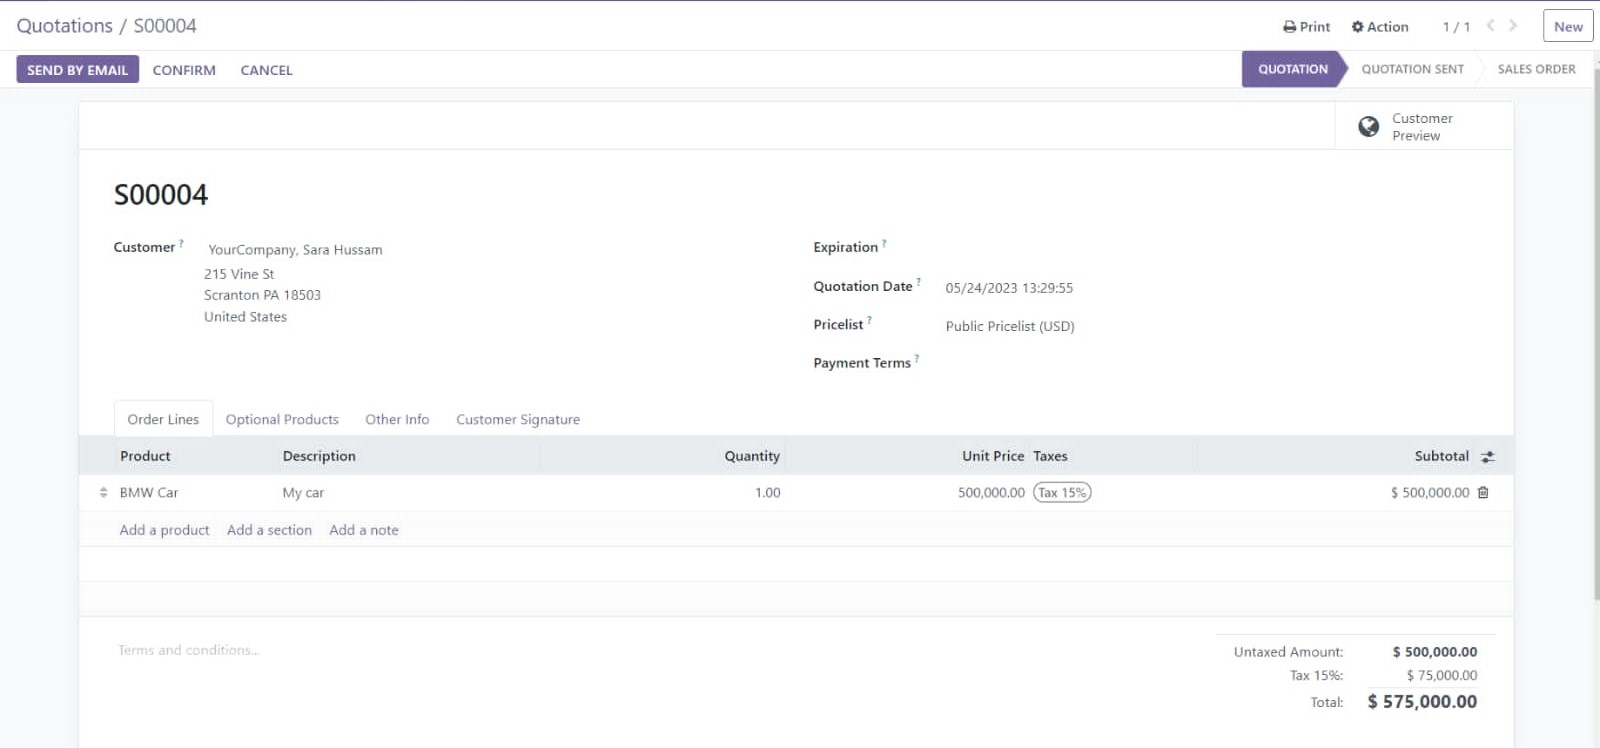 Quotations / S00004
Print Action 1 / 1 New
SEND BY EMAIL CONFIRM CANCEL
QUOTATION QUOTATION SENT SALES ORDER
Customer
Preview
S00004
Customer ? YourCompany, Sara Hussam
215 Vine St
Scranton PA 18503
United States
Expiration ?
Quotation Date ? 05/24/2023 13:29:55
Pricelist ? Public Pricelist (USD)
Payment Terms ?
Order Lines Optional Products Other Info Customer Signature
Product Description Quantity Unit Price Taxes Subtotal
BMW Car My car 1.00 500,000.00 Tax 15% $ 500,000.00
Add a product Add a section Add a note
Terms and conditions...
Untaxed Amount: $ 500,000.00
Tax 15%: $ 75,000.00
Total: $ 575,000.00